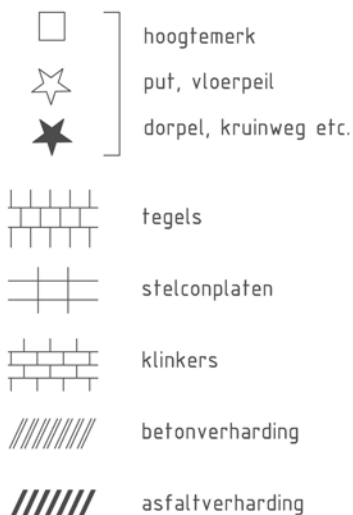 hoogtemerk
put, vloerpeil
dorpel, kruinweg etc.
tegels
stelconplaten
klinkers
betonverharding
asfaltverharding